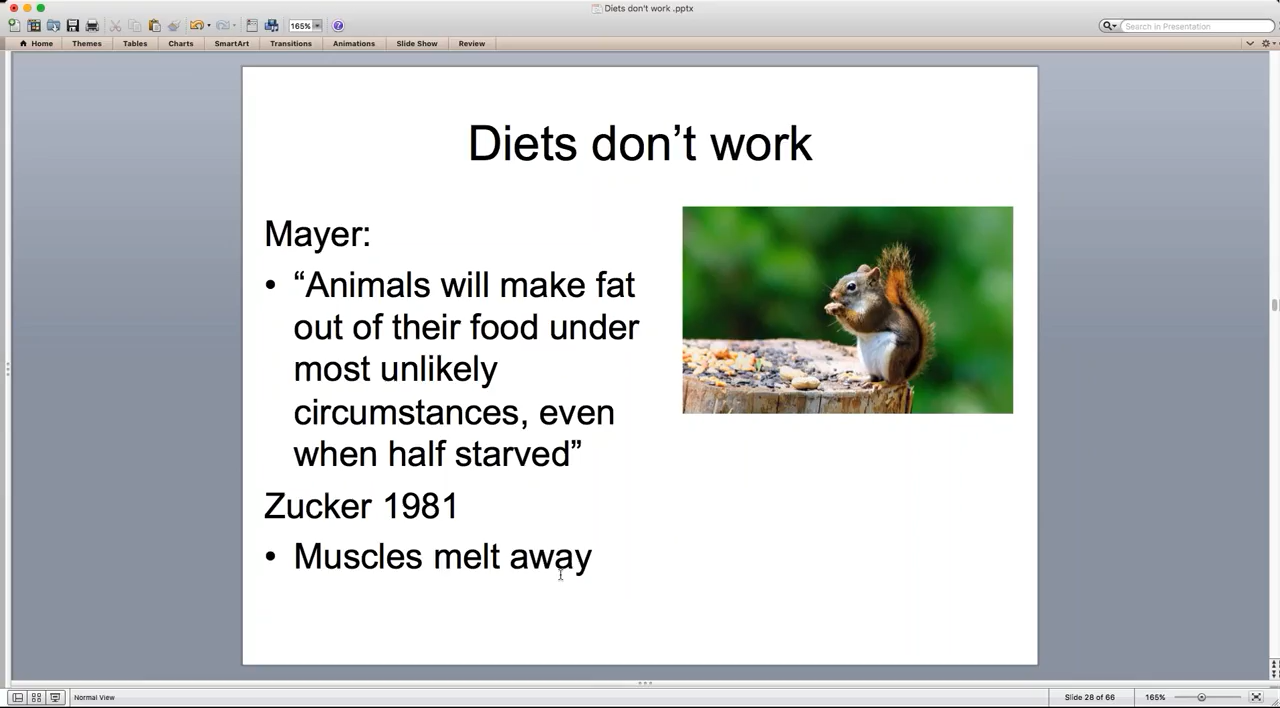 Diets don't work .pptx
165%
Search in Presentation
Home Themes Tables Charts SmartArt Transitions Animations Slide Show Review
Diets don’t work
Mayer:
• “Animals will make fat
out of their food under
most unlikely
circumstances, even
when half starved”
Zucker 1981
• Muscles melt away
Normal View
Slide 28 of 66
165%